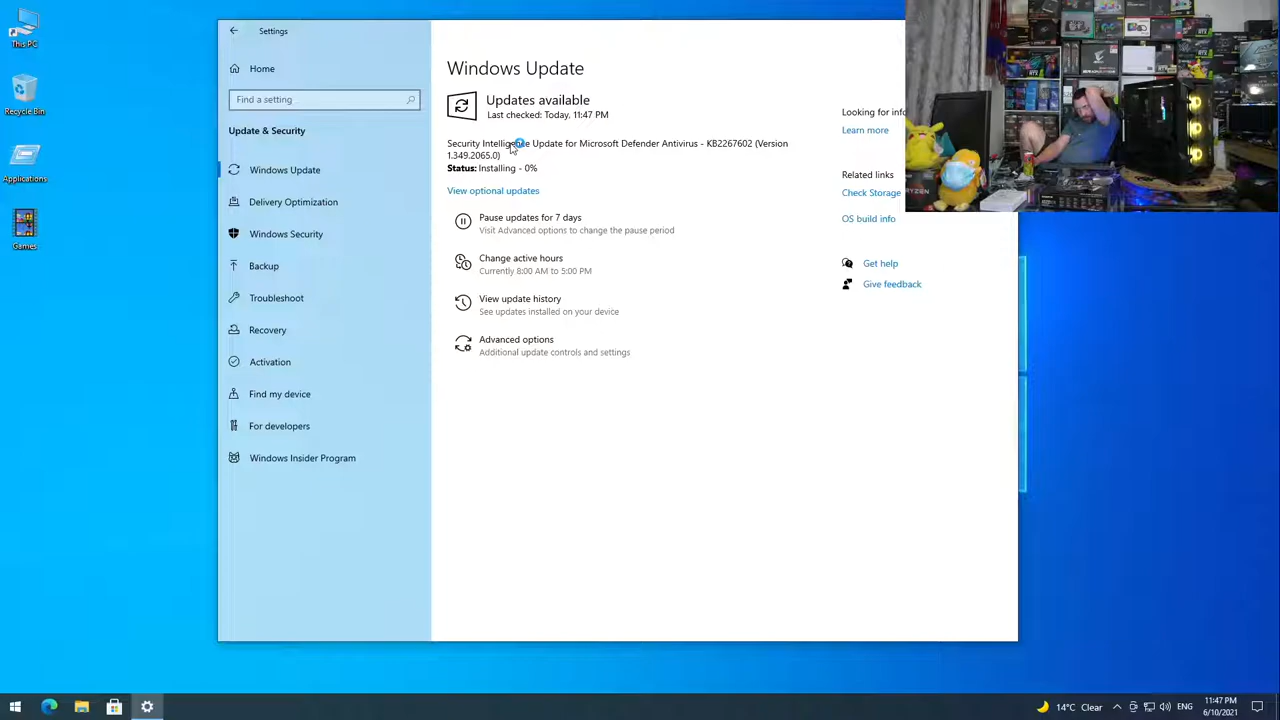 This PC
Recycle Bin
Applications
Games
Settings
Home
Find a setting
Update & Security
Windows Update
Delivery Optimization
Windows Security
Backup
Troubleshoot
Recovery
Activation
Find my device
For developers
Windows Insider Program
Windows Update
Updates available
Last checked: Today, 11:47 PM
Security Intelligence Update for Microsoft Defender Antivirus - KB2267602 (Version
1.349.2065.0)
Status: Installing - 0%
View optional updates
Pause updates for 7 days
Visit Advanced options to change the pause period
Change active hours
Currently 8:00 AM to 5:00 PM
View update history
See updates installed on your device
Advanced options
Additional update controls and settings
Looking for info
Learn more
Related links
Check Storage
OS build info
Get help
Give feedback
RYZEN
14°C Clear
ENG
11:47 PM
6/10/2021